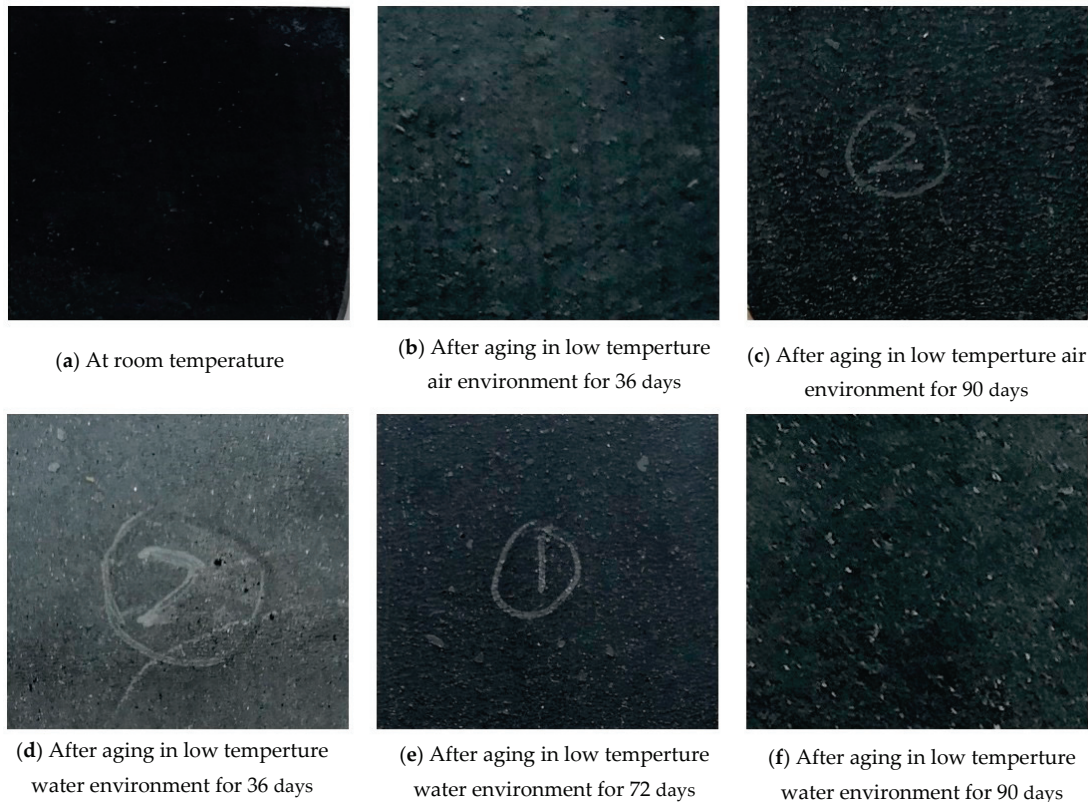 2
(a) At room temperature
(b) After aging in low temperture
air environment for 36 days
(c) After aging in low temperture air
environment for 90 days
1
(d) After aging in low temperture
water environment for 36 days
(e) After aging in low temperture
water environment for 72 days
(f) After aging in low temperture
water environment for 90 days